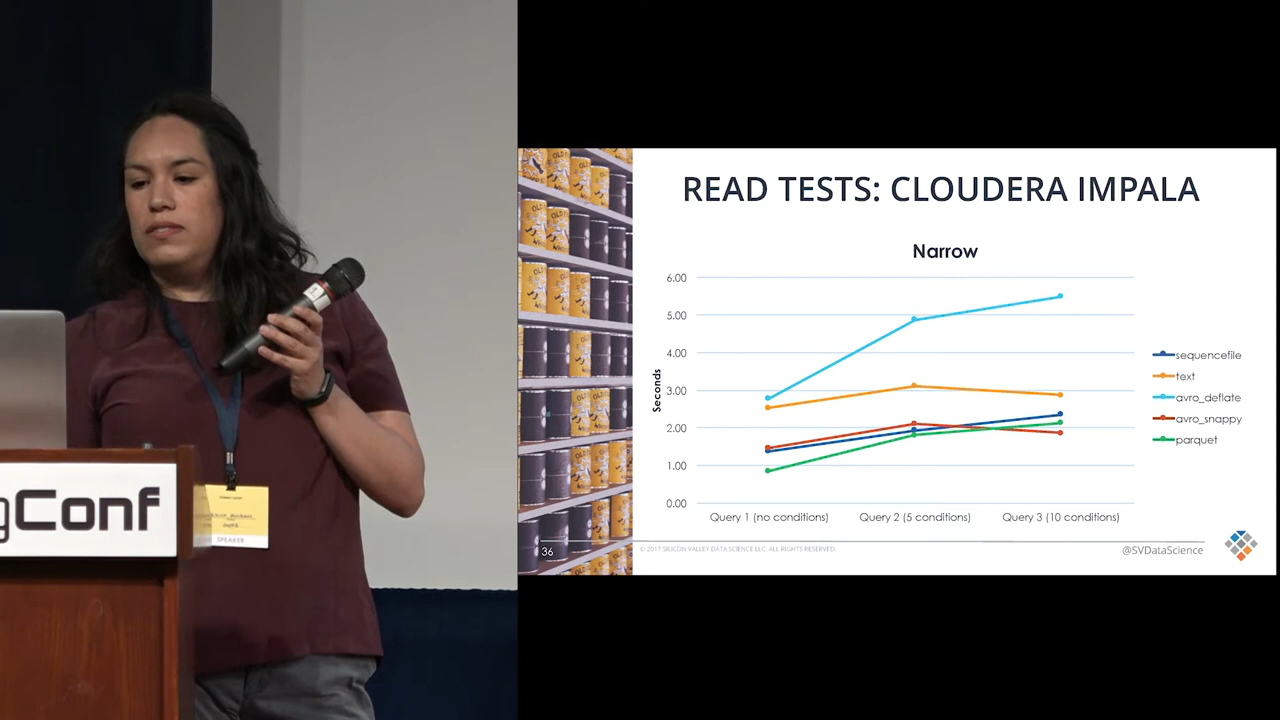 gConf
SPEAKER
READ TESTS: CLOUDERA IMPALA
Narrow
6.00
5.00
4.00
3.00
2.00
1.00
0.00
Seconds
Query 1 (no conditions)
Query 2 (5 conditions)
Query 3 (10 conditions)
sequencefile
text
avro_deflate
avro_snappy
parquet
36
© 2017 SILICON VALLEY DATA SCIENCE LLC. ALL RIGHTS RESERVED.
@SVDataScience